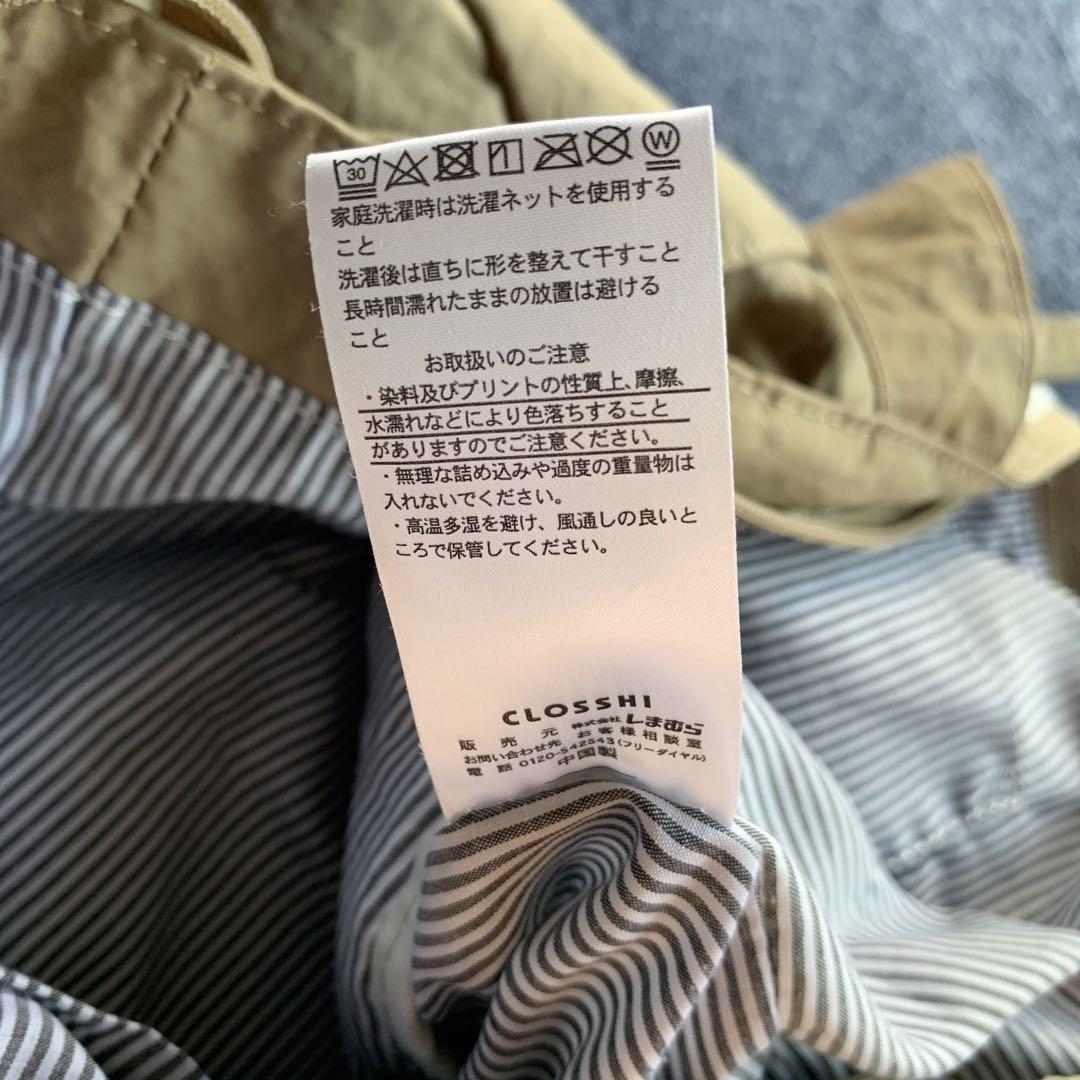 30 W
家庭洗濯時は洗濯ネットを使用する
こと
洗濯後は直ちに形を整えて干すこと
長時間濡れたままの放置は避ける
こと
お取扱いのご注意
・染料及びプリントの性質上、摩擦、
水濡れなどにより色落ちすること
がありますのでご注意ください。
・無理な詰め込みや過度の重量物は
入れないでください。
・高温多湿を避け、風通しの良いと
ころで保管してください。
CLOSSHI
販売元 株式会社しまむら
お問い合わせ先 お客様相談室
電話 0120-542543(フリーダイヤル)
中国製